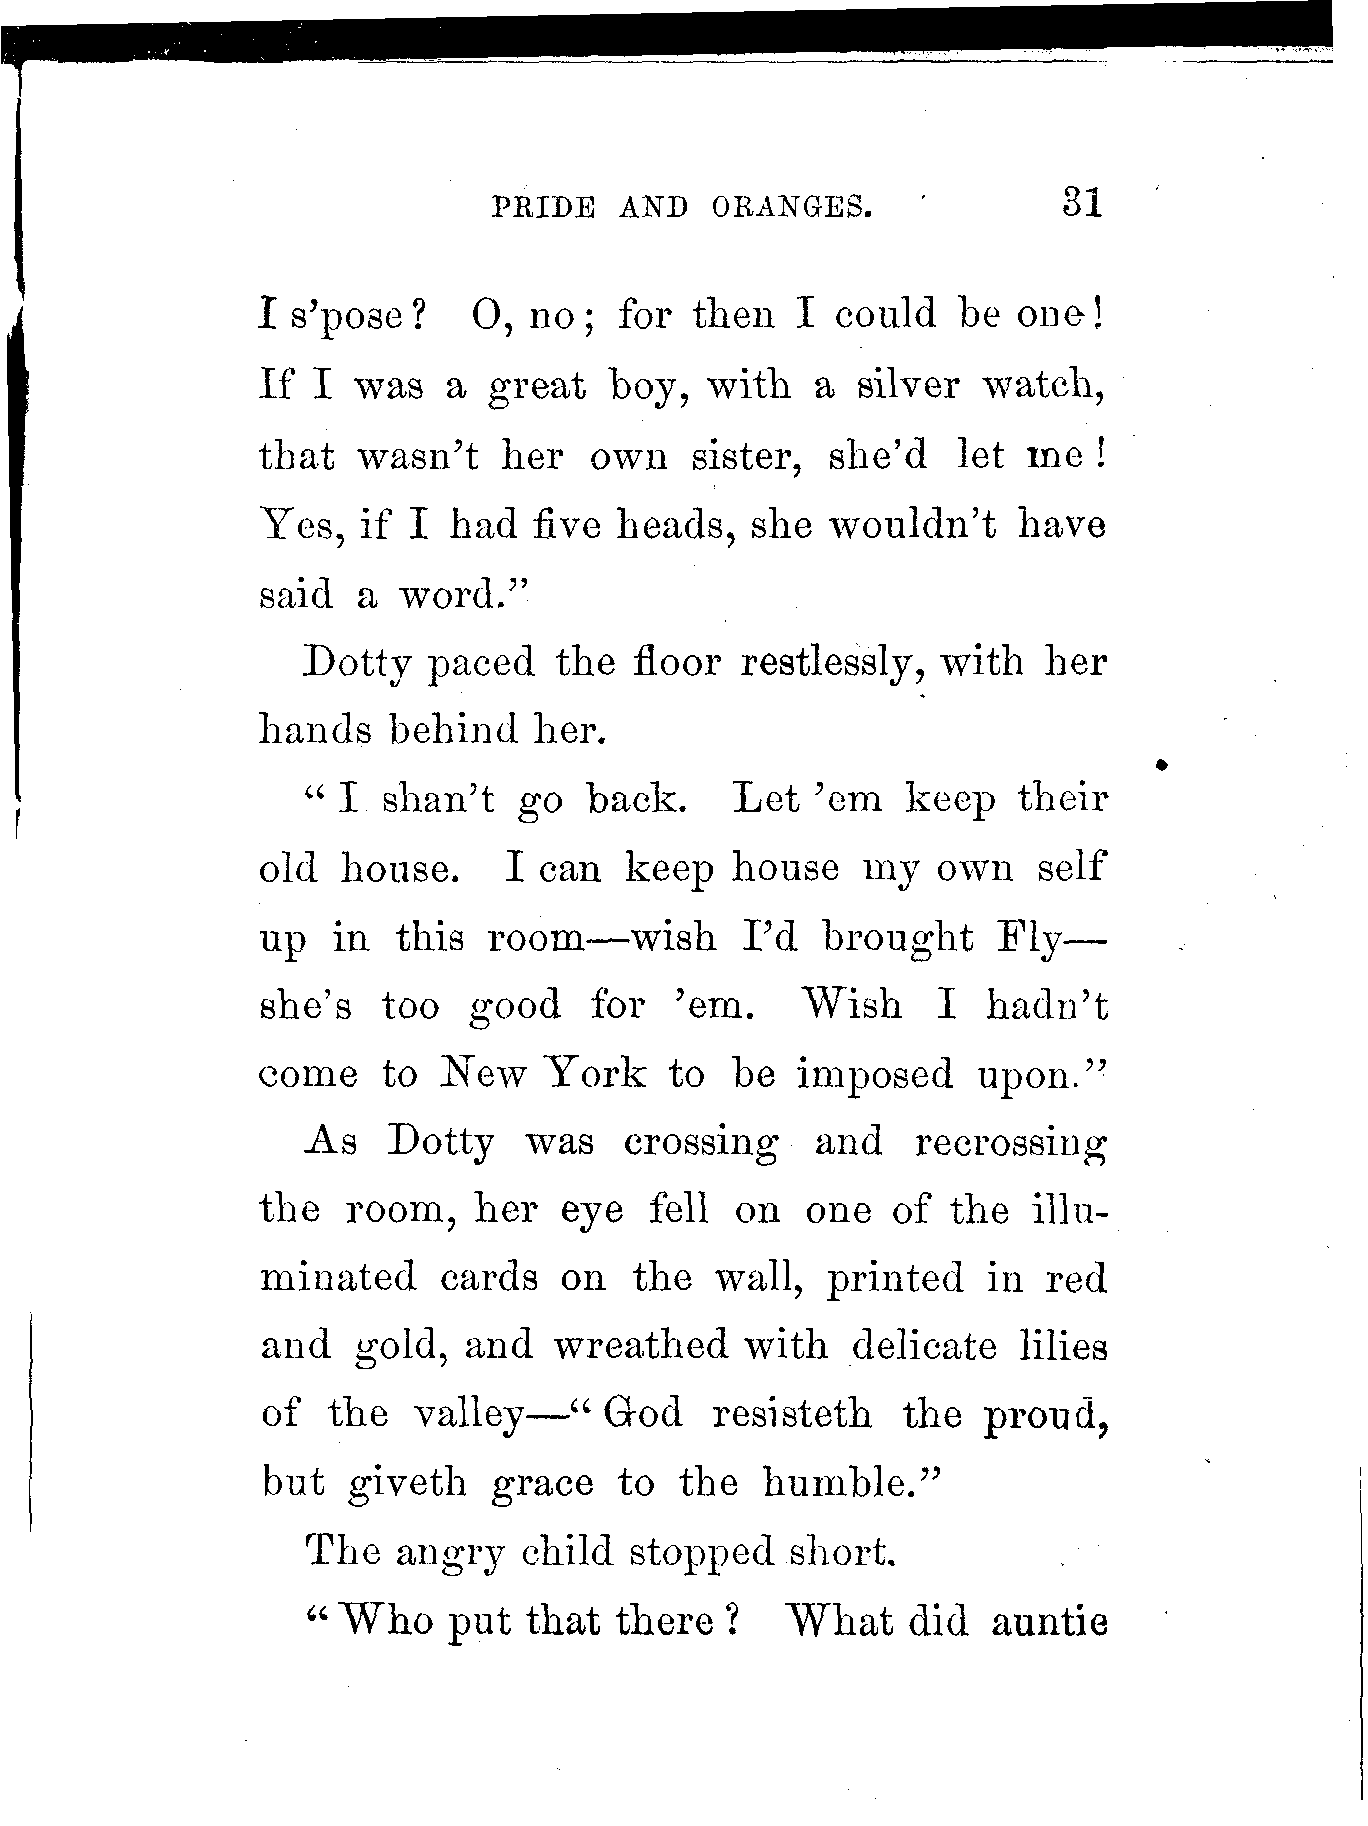 PRIDE AND ORANGES. 31
I s'pose? O, no; for then I could be one!
If I was a great boy, with a silver watch,
that wasn't her own sister, she'd let me!
Yes, if I had five heads, she wouldn't have
said a word."
Dotty paced the floor restlessly, with her
hands behind her.
"I shan't go back. Let 'em keep their
old house. I can keep house my own self
up in this room—wish I'd brought Fly—
she's too good for 'em. Wish I hadn't
come to New York to be imposed upon."
As Dotty was crossing and recrossing
the room, her eye fell on one of the illu-
minated cards on the wall, printed in red
and gold, and wreathed with delicate lilies
of the valley—"God resisteth the proud,
but giveth grace to the humble."
The angry child stopped short.
"Who put that there? What did auntie